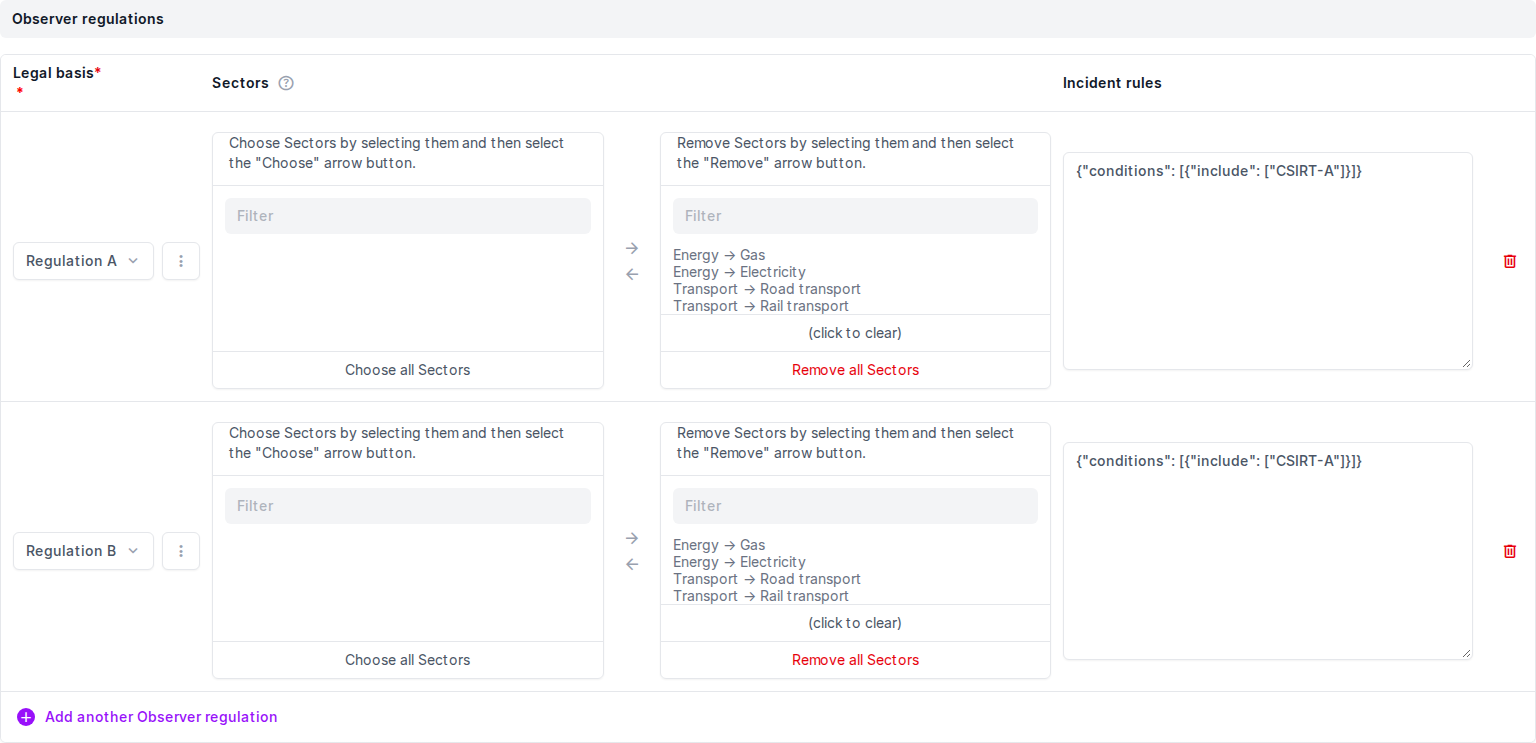 Observer regulations
Legal basis*
*
Sectors ?
Incident rules
Choose Sectors by selecting them and then select
the "Choose" arrow button.
Remove Sectors by selecting them and then select
the "Remove" arrow button.
{"conditions": [{"include": ["CSIRT-A"]}]}
Filter
Filter
Regulation A
Energy → Gas
Energy → Electricity
Transport → Road transport
Transport → Rail transport
(click to clear)
Choose all Sectors
Remove all Sectors
Choose Sectors by selecting them and then select
the "Choose" arrow button.
Remove Sectors by selecting them and then select
the "Remove" arrow button.
{"conditions": [{"include": ["CSIRT-A"]}]}
Filter
Filter
Regulation B
Energy → Gas
Energy → Electricity
Transport → Road transport
Transport → Rail transport
(click to clear)
Choose all Sectors
Remove all Sectors
Add another Observer regulation